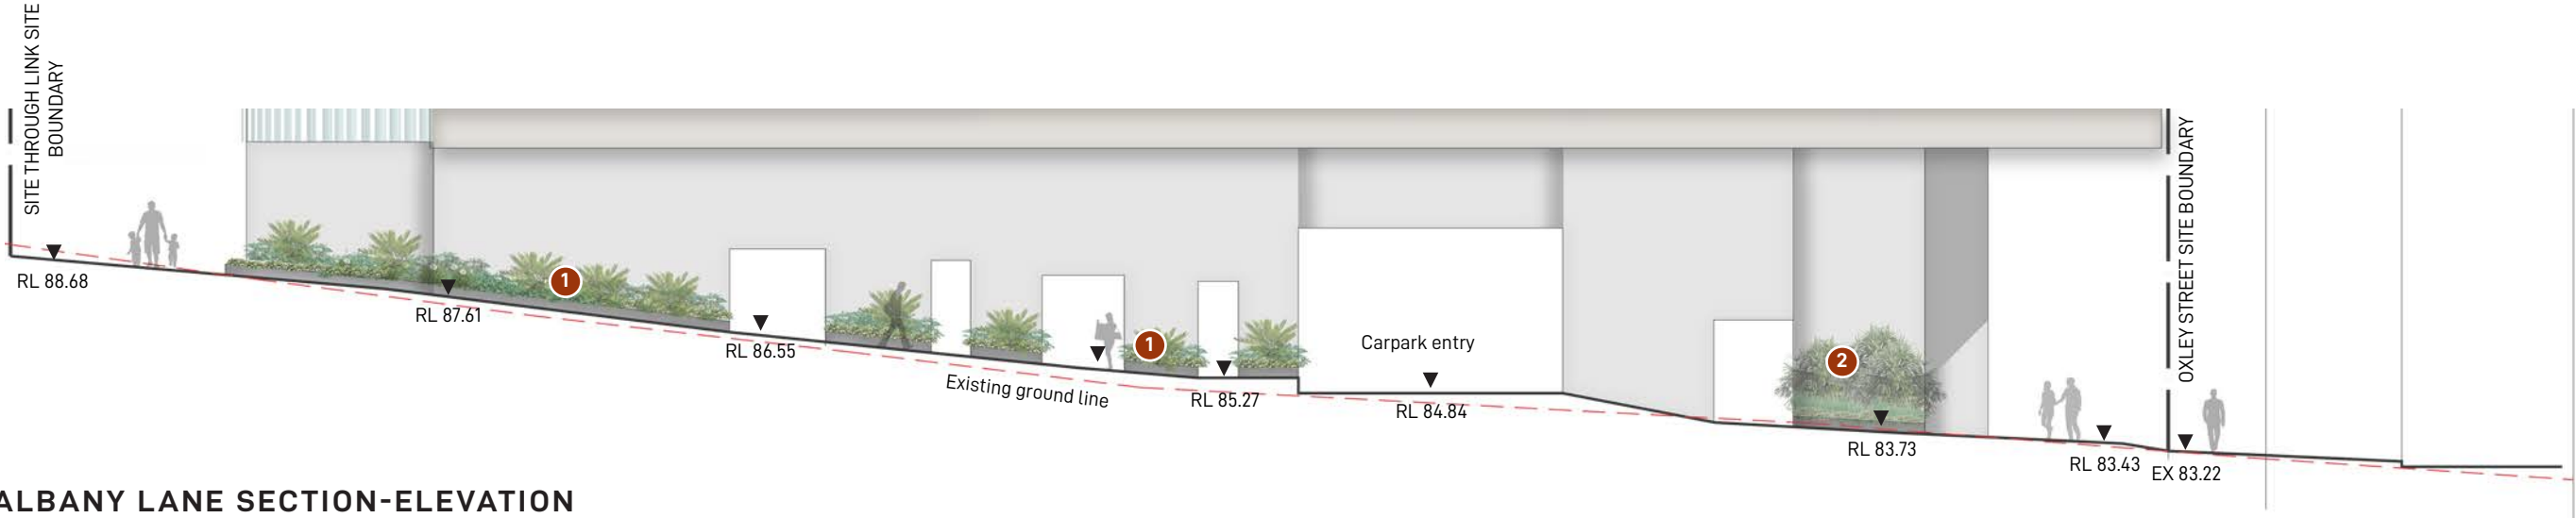 SITE THROUGH LINK SITE
BOUNDARY
RL 88.68
RL 87.61
1
RL 86.55
Existing ground line
1
RL 85.27
Carpark entry
RL 84.84
2
RL 83.73
RL 83.43
OXLEY STREET SITE BOUNDARY
EX 83.22
ALBANY LANE SECTION-ELEVATION